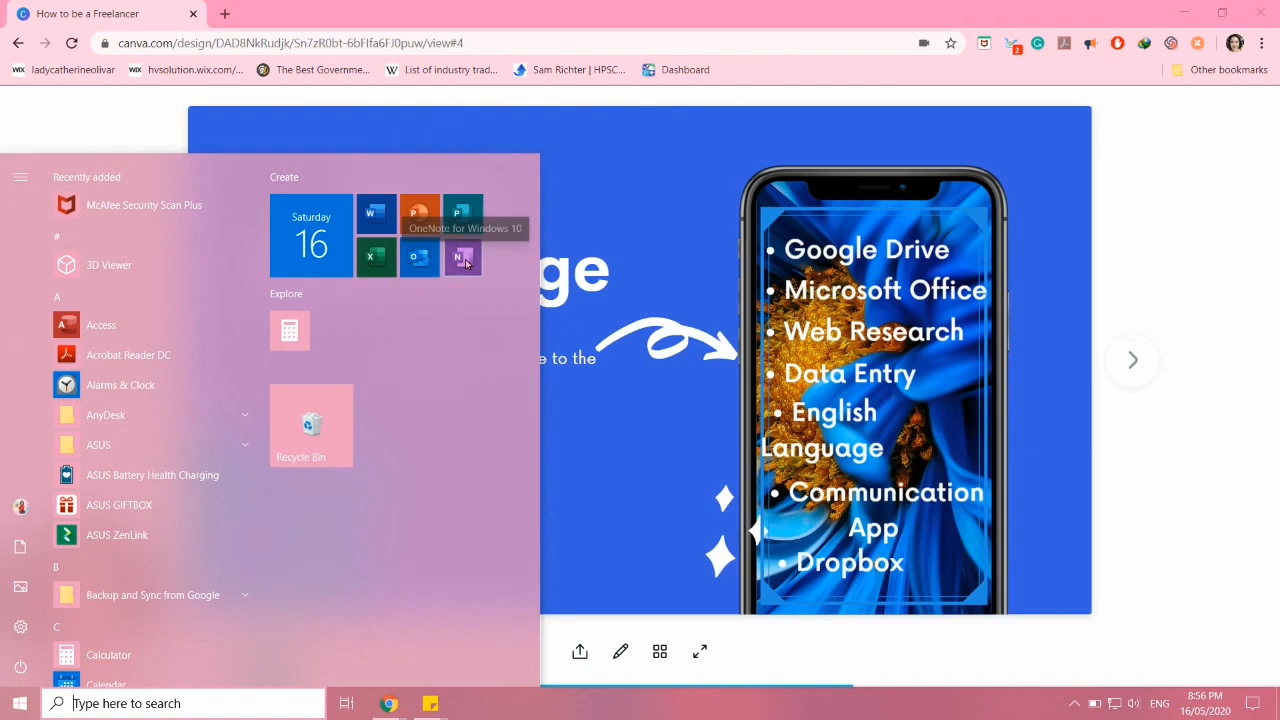 How to be a Freelancer
canva.com/design/DAD8NkRudjk/Sn7zR0bt-6bFIfa6FJ0puw/view#4
2
WIX ladycatherineolivar
WIX hvsolution.wix.com/...
The Best Governme...
W List of industry trad...
Sam Richter | HPSC...
Dashboard
Other bookmarks
Recently added
McAfee Security Scan Plus
#
3D Viewer
A
Access
Acrobat Reader DC
Alarms & Clock
AnyDesk
ASUS
ASUS Battery Health Charging
ASUS GIFTBOX
ASUS ZenLink
B
Backup and Sync from Google
C
Calculator
Calendar
Create
Saturday
16
W
P
P
OneNote for Windows 10
X
O
N
Explore
Recycle Bin
ge
e to the
• Google Drive
• Microsoft Office
• Web Research
• Data Entry
• English
Language
• Communication
App
• Dropbox
Type here to search
ENG
8:56 PM
16/05/2020